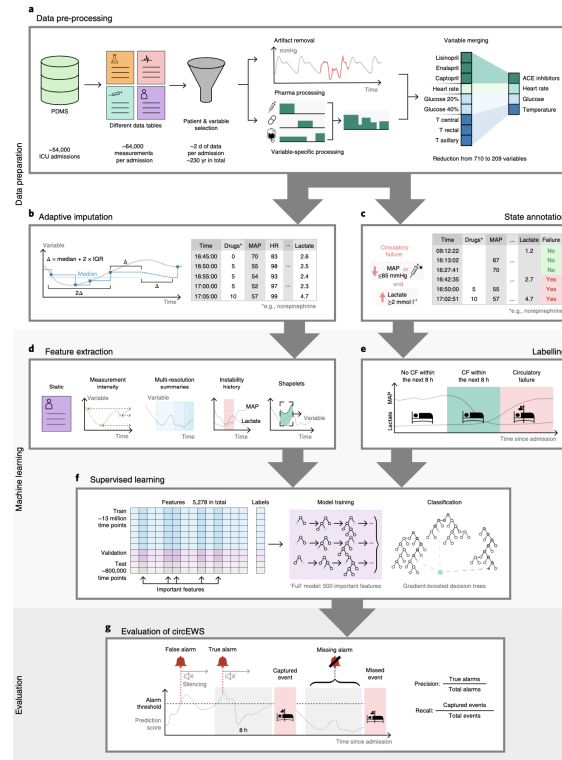 a
Data pre-processing
Artifact removal
mmHg
Time
Pharma processing
Variable-specific processing
PDMS
Different data tables
Patient & variable
selection
~54,000
ICU admissions
~64,000
measurements
per admission
~2 d of data
per admission
~230 yr in total
Variable merging
Lisinopril
Enalapril
Captopril
Heart rate
Glucose 20%
Glucose 40%
T central
T rectal
T axillary
ACE inhibitors
Heart rate
Glucose
Temperature
Reduction from 710 to 209 variables
Data preparation
b Adaptive imputation
Variable
Δ = median + 2 × IQR
Median
Δ
Δ
2Δ
Time
Time Drugs* MAP HR ... Lactate
16:45:00 0 70 83 2.6
16:50:00 5 55 98 ... 2.5
16:55:00 5 54 93 ... 2.4
17:00:00 5 52 97 ... 2.3
17:05:00 10 57 99 4.7
*e.g., norepinephrine
c State annotation
Circulatory
failure:
MAP or
≤65 mmHg *
and
Lactate
≥2 mmol l⁻¹
Time Drugs* MAP ... Lactate Failure
09:12:22 1.2 No
16:13:02 67 ... No
16:27:41 70 No
16:42:35 ... 2.7 Yes
16:50:00 5 55 Yes
17:02:51 10 57 ... 4.7 Yes
*e.g., norepinephrine
d Feature extraction
Static
Measurement
intensity
Variable
Time
Multi-resolution
summaries
Variable
Time
Instability
history
MAP
Lactate
Time
Shapelets
Variable
Time
e Labelling
No CF within
the next 8 h
CF within
the next 8 h
Circulatory
failure
MAP
Lactate
Time since admission
Machine learning
f Supervised learning
Features 5,278 in total
Labels
Train
~13 million
time points
Validation
Test
~800,000
time points
Important features
Model training
'Full' model: 500 important features
Classification
Gradient-boosted decision trees
Evaluation
g Evaluation of circEWS
False alarm
True alarm
Silencing
Missing alarm
Captured
event
Missed
event
Alarm
threshold
Prediction
score
8 h
Time since admission
Precision: True alarms
Total alarms
Recall: Captured events
Total events